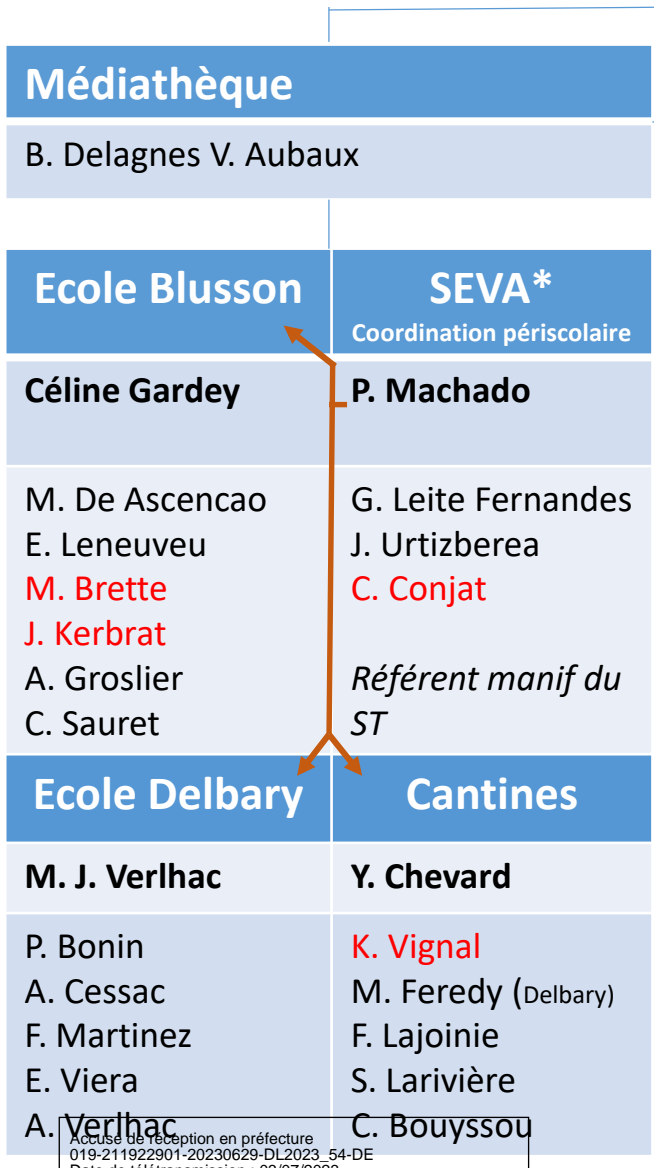 Médiathèque
B. Delagnes V. Aubaux
Ecole Blusson
SEVA*
Coordination périscolaire
Céline Gardey
P. Machado
M. De Ascencao
E. Leneuveu
M. Brette
J. Kerbrat
A. Groslier
C. Sauret
G. Leite Fernandes
J. Urtizberea
C. Conjat
Référent manif du
ST
Ecole Delbary
Cantines
M. J. Verlhac
Y. Chevard
P. Bonin
A. Cessac
F. Martinez
E. Viera
A. Verlhac
K. Vignal
M. Feredy (Delbary)
F. Lajoinie
S. Larivière
C. Bouyssou
Accusé de réception en préfecture
019-211922901-20230629-DL2023_54-DE